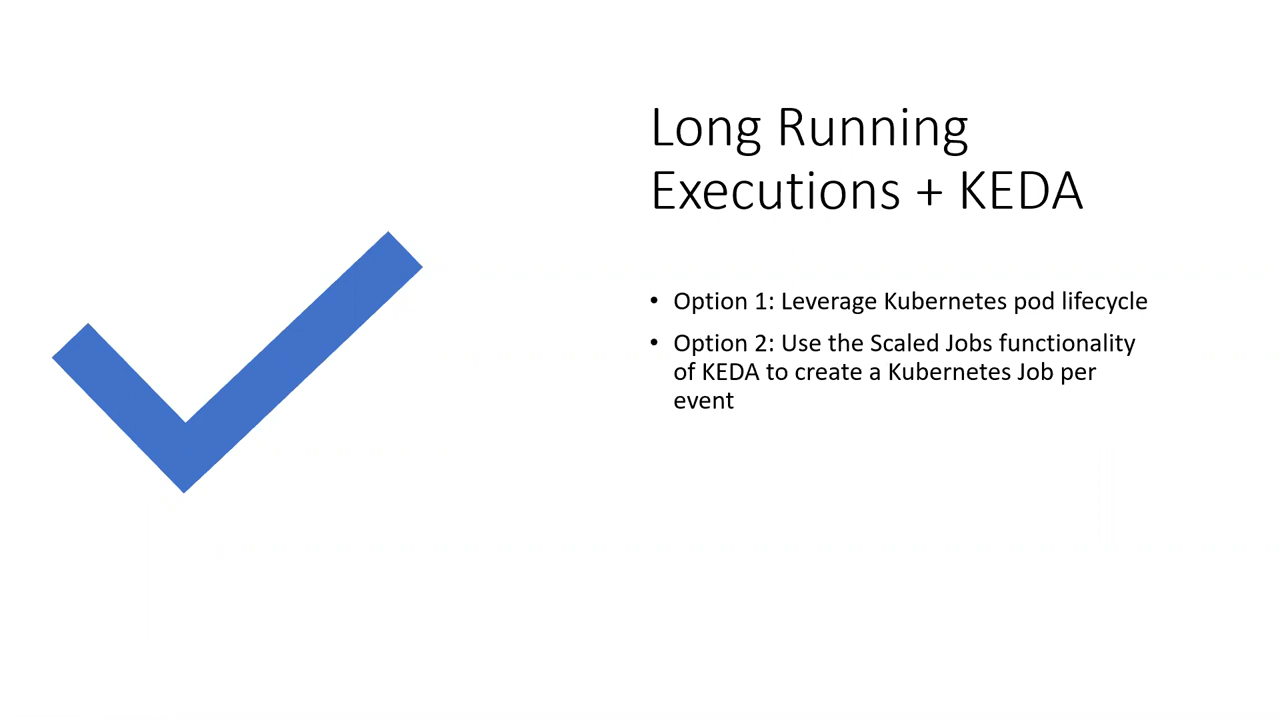 Long Running
Executions + KEDA
• Option 1: Leverage Kubernetes pod lifecycle
• Option 2: Use the Scaled Jobs functionality
of KEDA to create a Kubernetes Job per
event